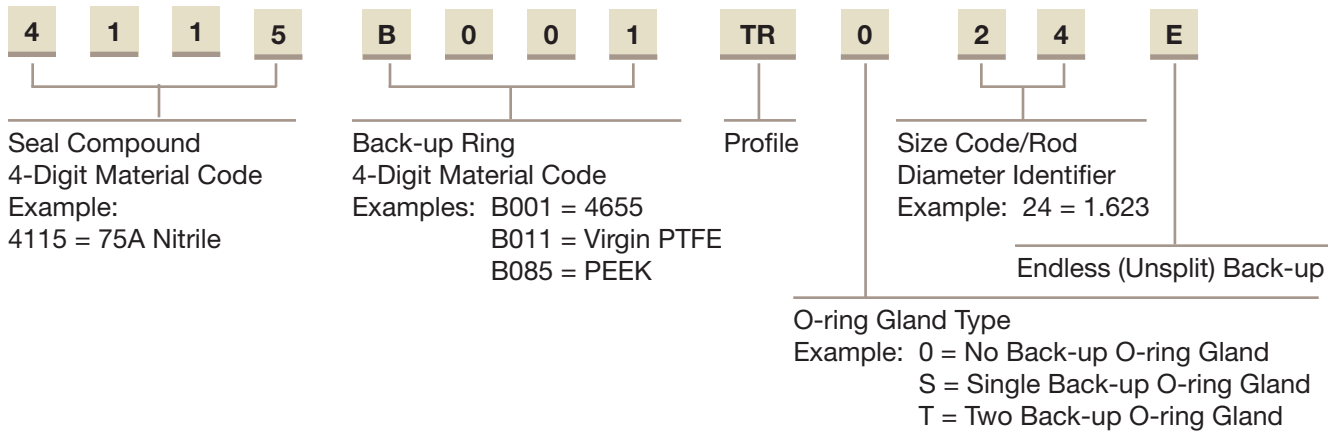 4 1 1 5 B 0 0 1 TR 0 2 4 E
Seal Compound
4-Digit Material Code
Example:
4115 = 75A Nitrile
Back-up Ring
4-Digit Material Code
Examples: B001 = 4655
B011 = Virgin PTFE
B085 = PEEK
Profile
Size Code/Rod
Diameter Identifier
Example: 24 = 1.623
Endless (Unsplit) Back-up
O-ring Gland Type
Example: 0 = No Back-up O-ring Gland
S = Single Back-up O-ring Gland
T = Two Back-up O-ring Gland